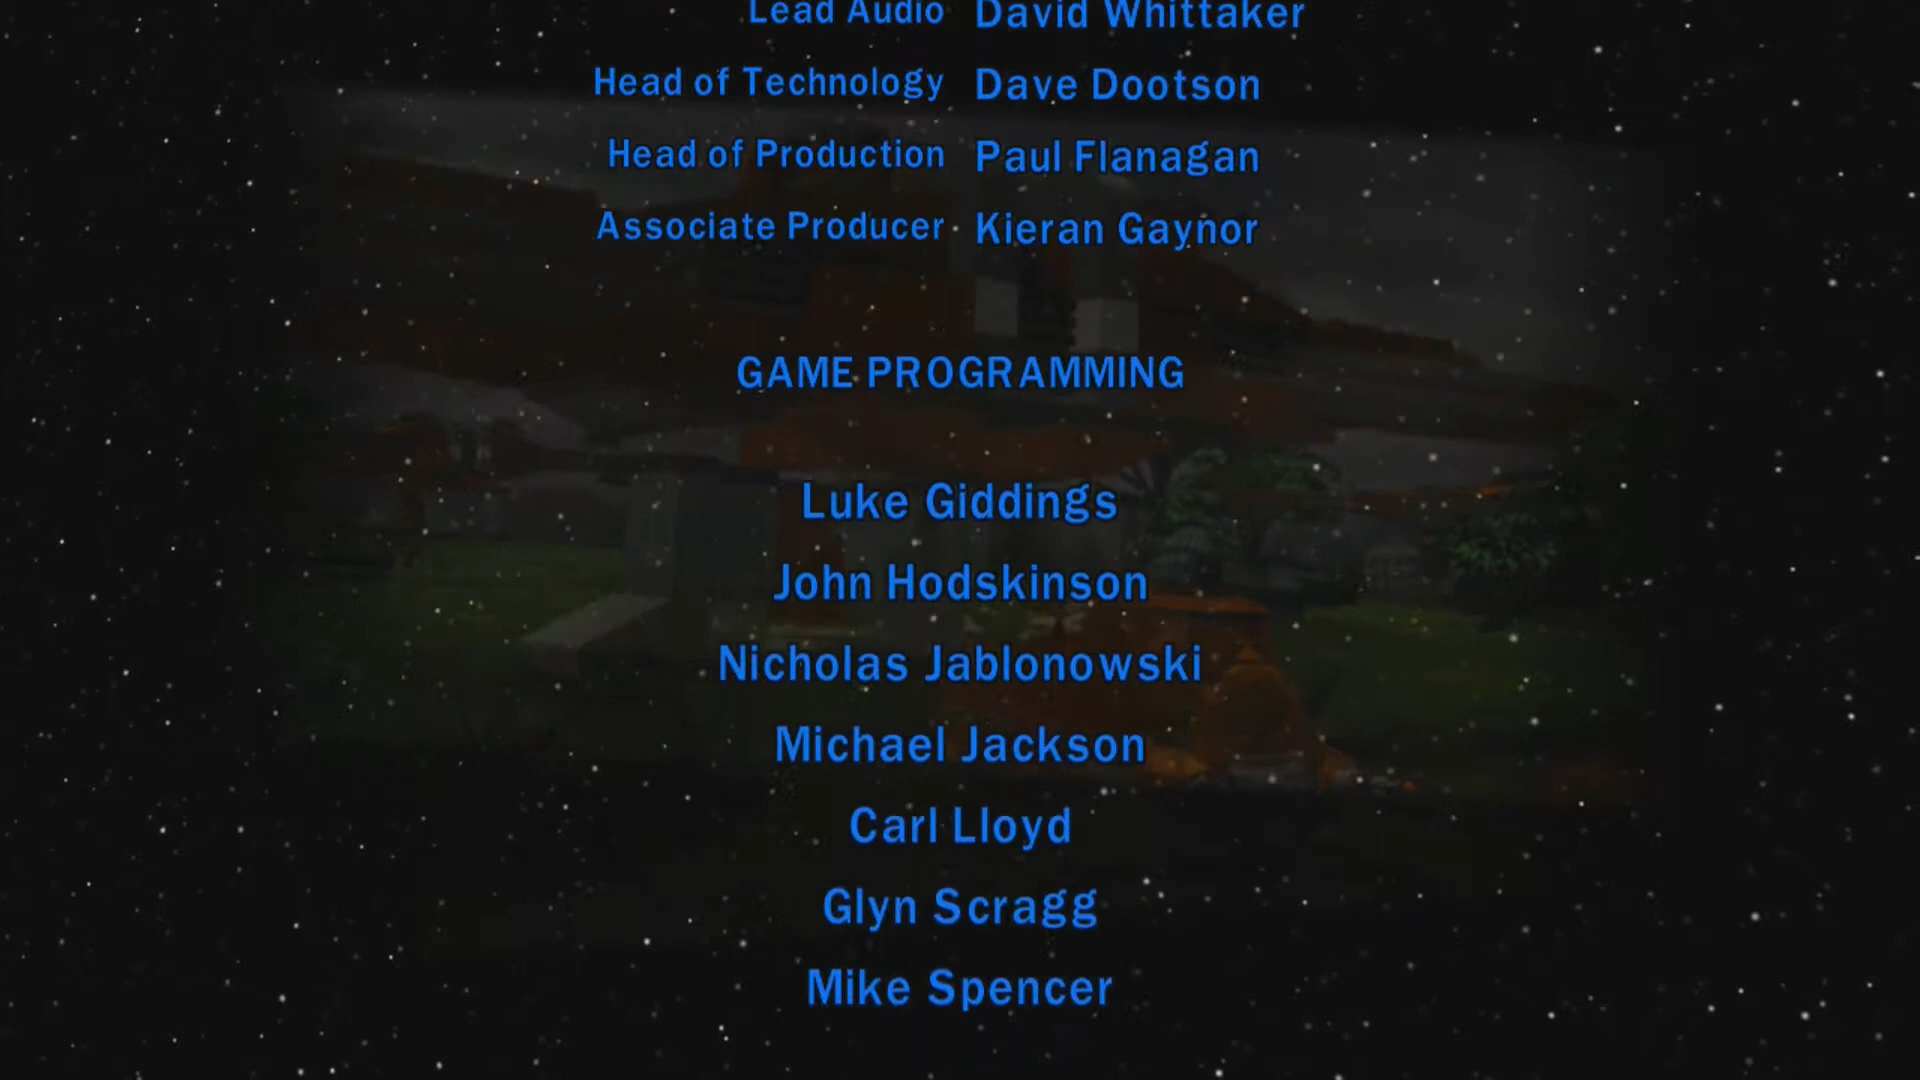 Lead Audio David Whittaker
Head of Technology Dave Dootson
Head of Production Paul Flanagan
Associate Producer Kieran Gaynor
GAME PROGRAMMING
Luke Giddings
John Hodskinson
Nicholas Jablonowski
Michael Jackson
Carl Lloyd
Glyn Scragg
Mike Spencer